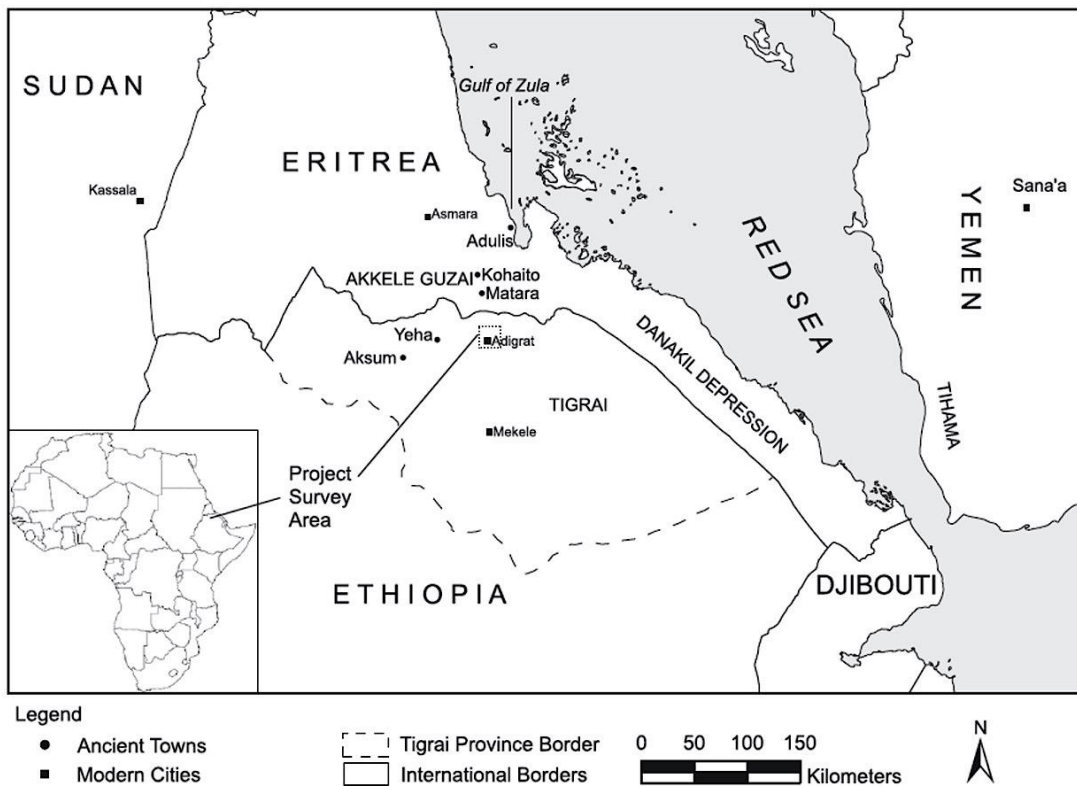 SUDAN
Gulf of Zula
ERITREA
Kassala
Asmara
Adulis
Sana'a
YEMEN
RED SEA
AKKELE GUZAI
Kohaito
Matara
Yeha
Aksum
Adigrat
DANAKIL DEPRESSION
TIGRAI
TIHAMA
Mekele
Project
Survey
Area
ETHIOPIA
DJIBOUTI
Legend
Ancient Towns
Modern Cities
Tigrai Province Border
International Borders
0 50 100 150
Kilometers
N